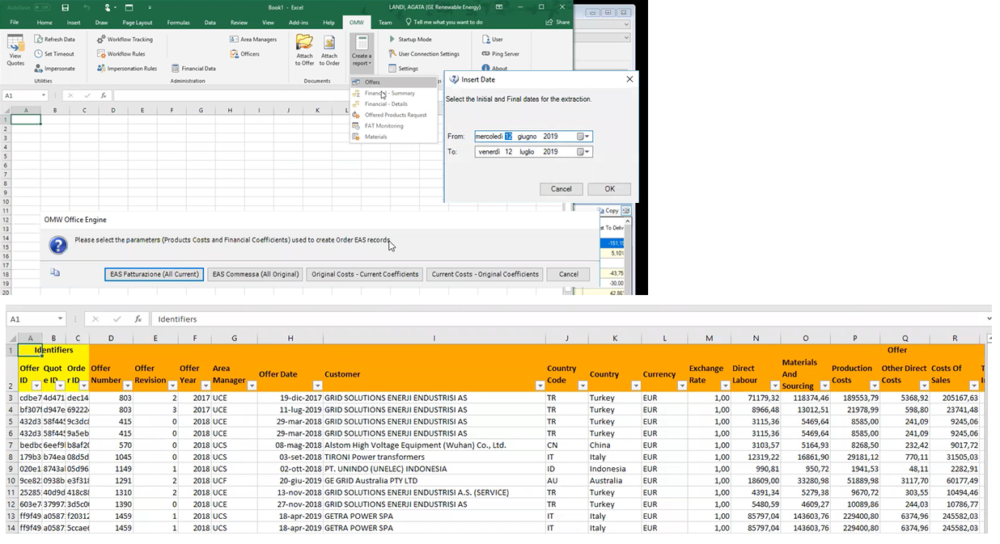 AutoSave Off
Book1 - Excel
LANDI, AGATA (GE Renewable Energy)
File Home Insert Draw Page Layout Formulas Data Review View Add-ins OMW Team Tell me what you want to do Share
View Quotes
Refresh Data
Set Timeout
Impersonate
Utilities
Workflow Tracking
Workflow Rules
Impersonation Rules
Financial Data
Area Managers
Officers
Administration
Attach to Offer
Attach to Order
Documents
Create a report
Startup Mode
User Connection Settings
Settings
User
Ping Server
About
Offers
Financial - Summary
Financial - Details
Offered Products Request
FAT Monitoring
Materials
A1
fx
A B C D E F G H I J K L
1
2
3
4
5
6
7
8
9
10
11
12
13
14
15
16
17
18
19
20
Insert Date
Select the Initial and Final dates for the extraction.
From: mercoledì 12 giugno 2019
To: venerdì 12 luglio 2019
Cancel OK
Copy
st To Deliv
-151,15
5,10%
-43,75
-30,00
42,86%
OMW Office Engine
Please select the parameters (Products Costs and Financial Coefficients) used to create Order EAS records.
EAS Fatturazione (All Current) EAS Commessa (All Original) Original Costs - Current Coefficients Current Costs - Original Coefficients Cancel
A1 fx Identifiers
A B C D E F G H I J K L M N O P Q R
1 Identifiers Offer
2 Offer ID Quot e ID Orde r ID Offer Number Offer Revision Offer Year Area Manager Offer Date Customer Country Code Country Currency Exchange Rate Direct Labour Materials And Sourcing Production Costs Other Direct Costs Costs Of Sales
3 cdbe7 4d471 dec14 803 2 2017 UCE 19-dic-2017 GRID SOLUTIONS ENERJI ENDUSTRISI AS TR Turkey EUR 1,00 71179,32 118374,46 189553,79 5368,92 205167,63
4 bf307f d947e 69222 803 3 2017 UCE 11-lug-2019 GRID SOLUTIONS ENERJI ENDUSTRISI AS TR Turkey EUR 1,00 8966,48 13012,51 21978,99 598,80 23741,48
5 432d3 58f445 9c3dc8 415 0 2018 UCE 29-mar-2018 GRID SOLUTIONS ENERJI ENDUSTRISI AS TR Turkey EUR 1,00 3115,36 5469,64 8585,00 241,09 9245,06
6 432d3 58f445 9a5eb 415 0 2018 UCE 29-mar-2018 GRID SOLUTIONS ENERJI ENDUSTRISI AS TR Turkey EUR 1,00 3115,36 5469,64 8585,00 241,09 9245,06
7 bedbc 6eef9 b8af2 570 0 2018 UCS 08-mag-2018 Alstom High Voltage Equipment (Wuhan) Co., Ltd. CN China EUR 1,00 3103,57 5164,93 8268,50 232,42 9017,72
8 179b3 b74ea 08d5d 1045 0 2018 UCS 03-set-2018 TIRONI Power transformers IT Italy EUR 1,00 12319,22 16861,90 29181,12 770,11 31505,03
9 020e1 8743a 05d96 1149 1 2018 UCS 02-ott-2018 PT. UNINDO (UNELEC) INDONESIA ID Indonesia EUR 1,00 990,81 950,72 1941,53 48,11 2282,91
10 9ce82 0938b e3f31 1291 2 2018 UCF 20-giu-2019 GE GRID Australia PTY LTD AU Australia EUR 1,00 18609,00 33280,98 51889,98 3117,70 60177,49
11 25285 40d9d 418c8 1310 2 2018 UCE 13-nov-2018 GRID SOLUTIONS ENERJI ENDUSTRISI A.S. (SERVICE) TR Turkey EUR 1,00 4391,34 5279,38 9670,72 303,55 10494,46
12 603e7 37997 3d5c0 1390 0 2018 UCE 27-nov-2018 GRID SOLUTIONS ENERJI ENDUSTRISI AS TR Turkey EUR 1,00 5480,59 4609,27 10089,86 244,03 10786,77
13 ff9f49 a0587 f20312 1459 1 2018 UCS 18-apr-2019 GETRA POWER SPA IT Italy EUR 1,00 85797,04 143603,76 229400,80 6374,96 245582,03
14 ff9f49 a0587 5ccae 1459 1 2018 UCS 18-apr-2019 GETRA POWER SPA IT Italy EUR 1,00 85797,04 143603,76 229400,80 6374,96 245582,03